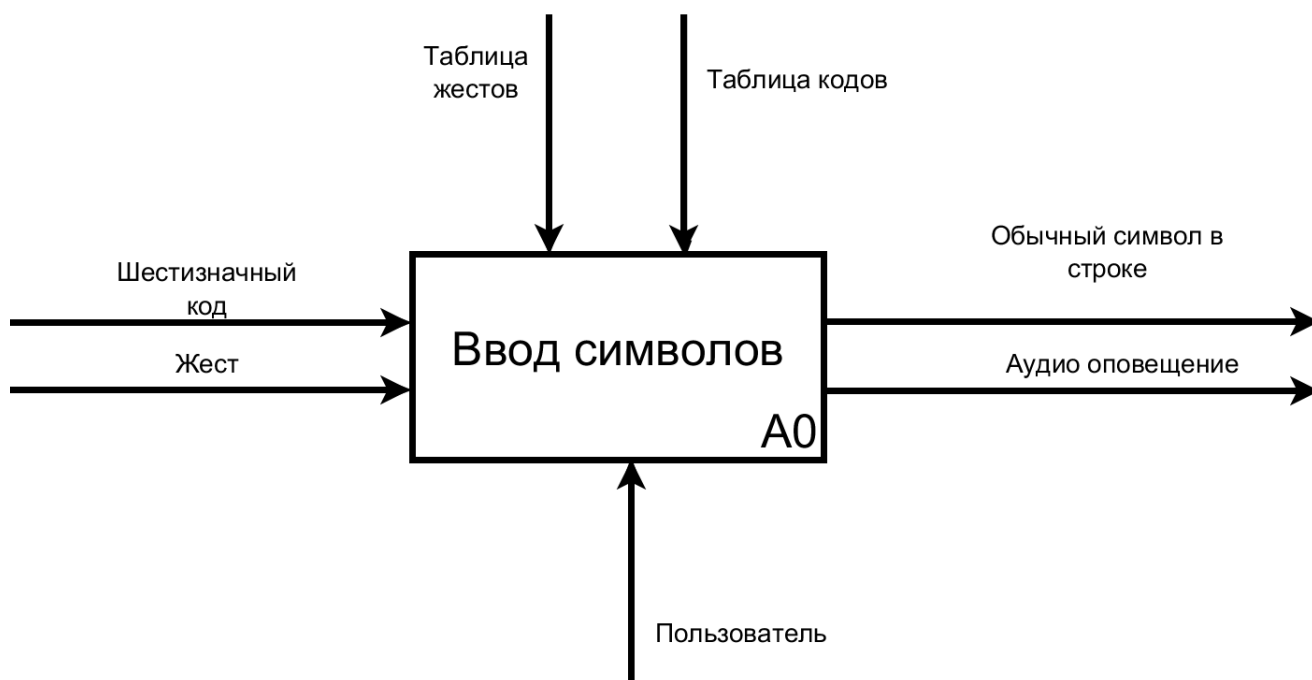 Таблица
жестов
Таблица кодов
Шестизначный
код
Жест
Ввод символов
A0
Обычный символ в
строке
Аудио оповещение
Пользователь